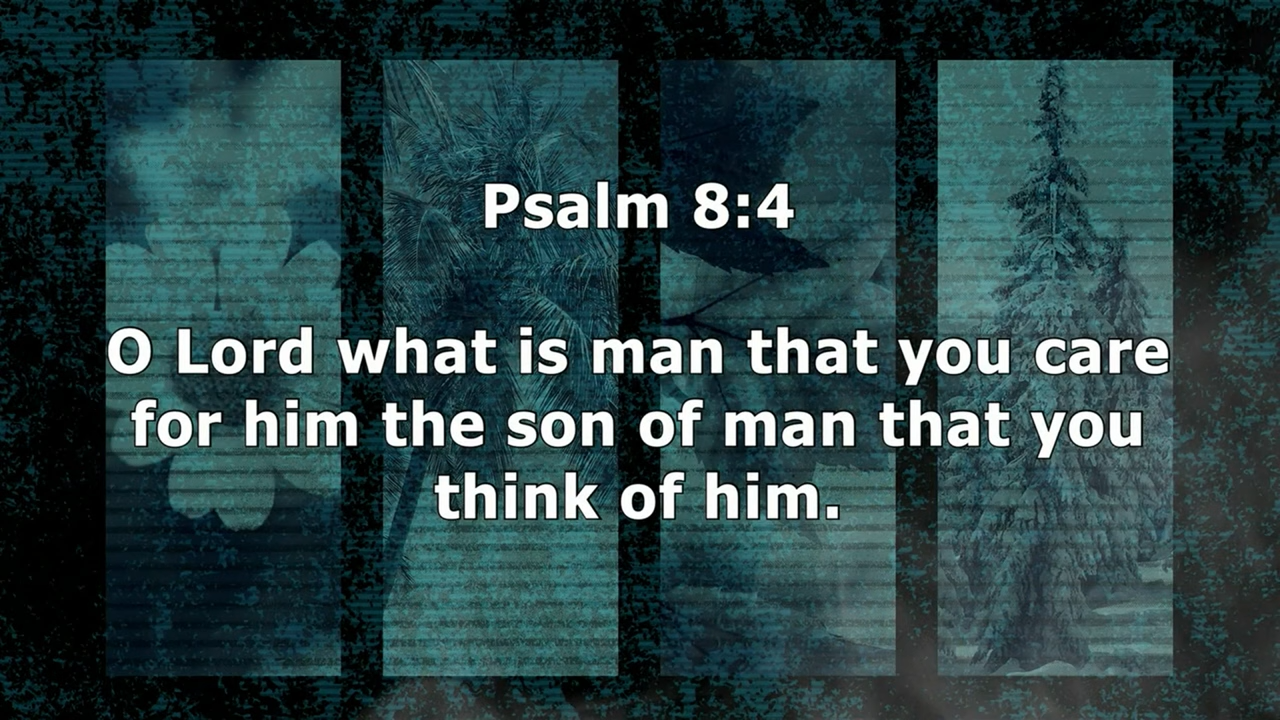 Psalm 8:4
O Lord what is man that you care
for him the son of man that you
think of him.